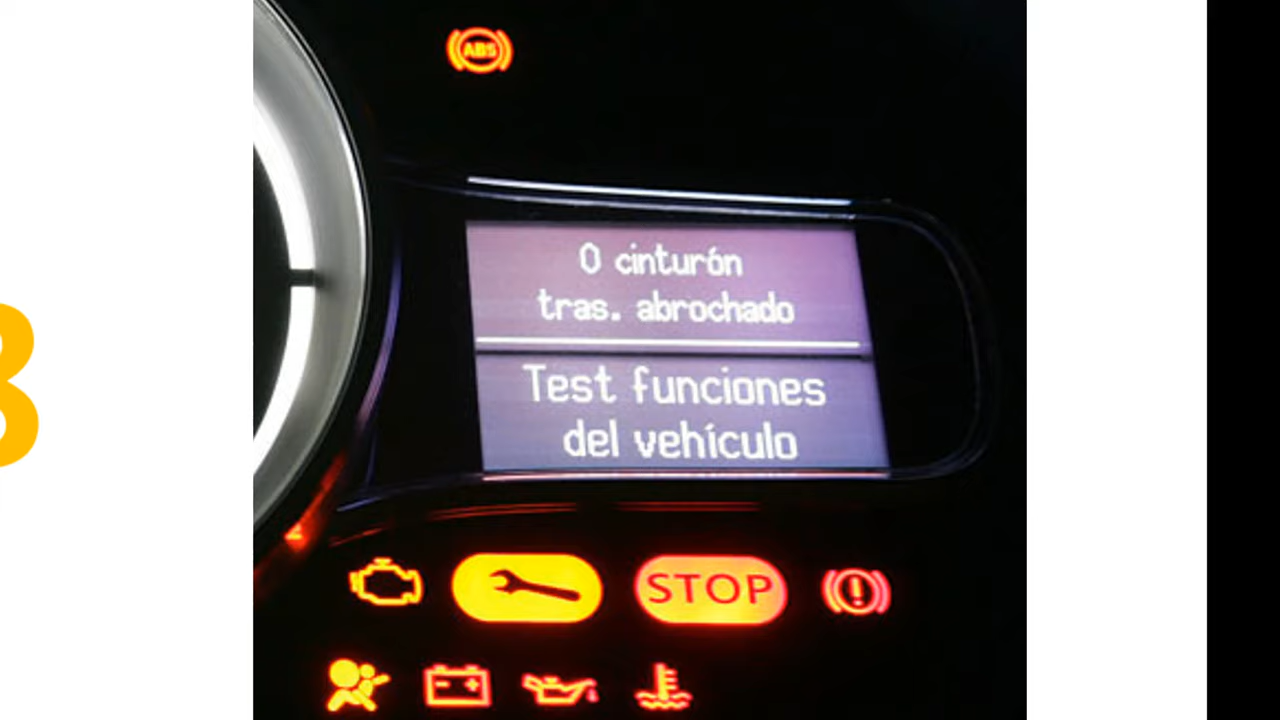 ABS
0 cinturón
tras. abrochado
Test funciones
del vehículo
STOP